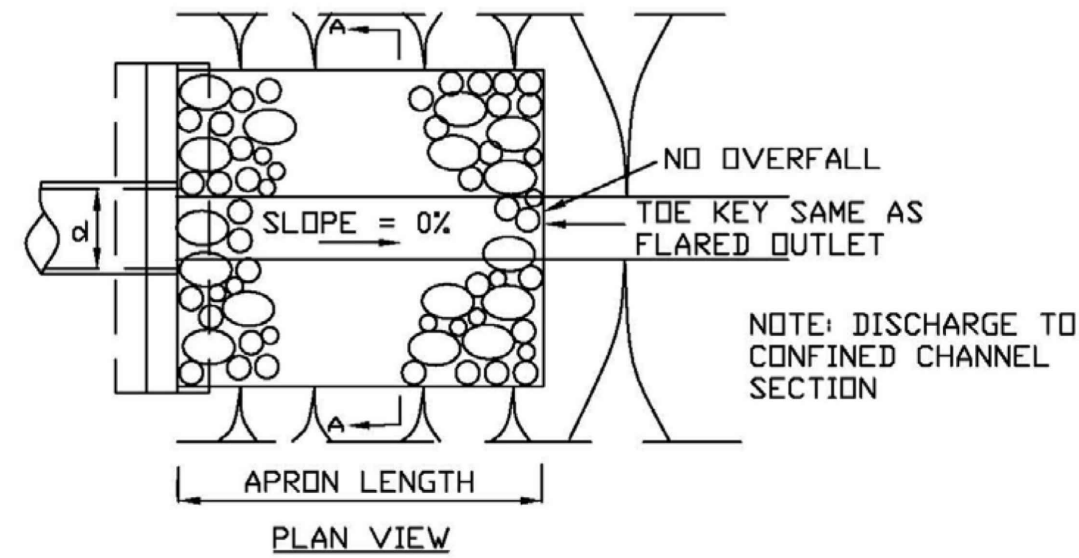 A
NO OVERFALL
d
SLOPE = 0%
TOE KEY SAME AS
FLARED OUTLET
NOTE: DISCHARGE TO
CONFINED CHANNEL
SECTION
A
APRON LENGTH
PLAN VIEW